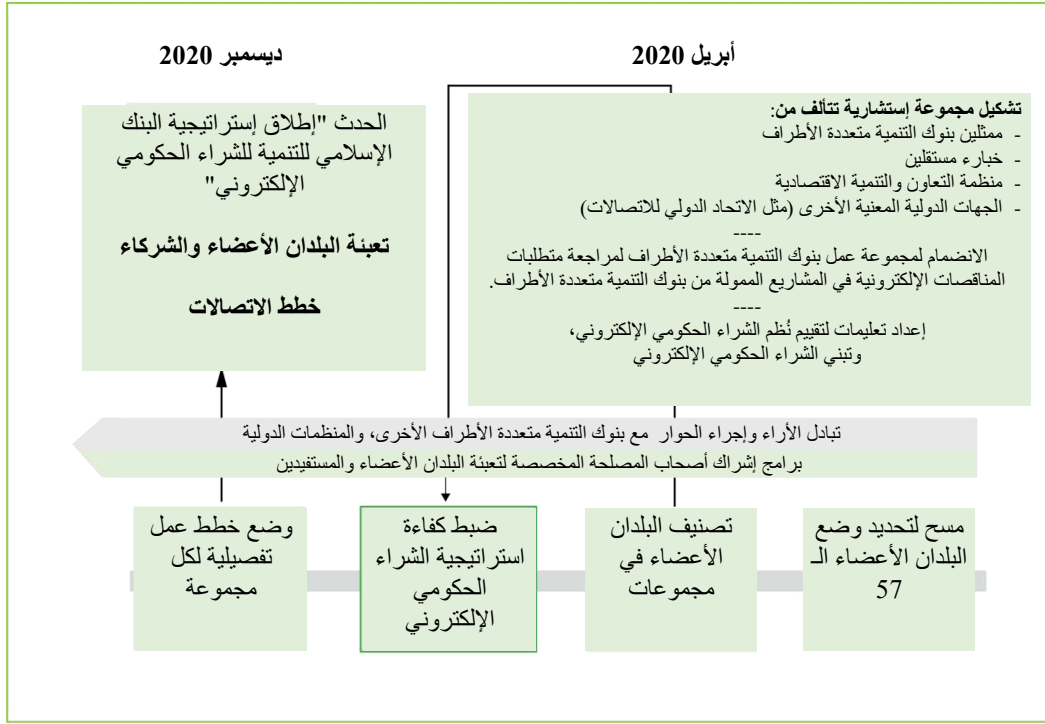 أبريل 2020
تشكيل مجموعة إستشارية تتألف من:
- ممثلين بنوك التنمية متعددة الأطراف
- خباراء مستقلين
- منظمة التعاون والتنمية الاقتصادية
- الجهات الدولية المعنية الأخرى (مثل الاتحاد الدولي للاتصالات)
----
الانضمام لمجموعة عمل بنوك التنمية متعددة الأطراف لمراجعة متطلبات
المناقصات الإلكترونية في المشاريع الممولة من بنوك التنمية متعددة الأطراف.
----
إعداد تعليمات لتقييم نُظم الشراء الحكومي الإلكتروني،
وتبني الشراء الحكومي الإلكتروني
ديسمبر 2020
الحدث "إطلاق إستراتيجية البنك
الإسلامي للتنمية للشراء الحكومي
الإلكتروني"
تعبئة البلدان الأعضاء والشركاء
خطط الاتصالات
تبادل الأراء وإجراء الحوار مع بنوك التنمية متعددة الأطراف الأخرى، والمنظمات الدولية
برامج إشراك أصحاب المصلحة المخصصة لتعبئة البلدان الأعضاء والمستفيدين
مسح لتحديد وضع
البلدان الأعضاء الـ
57
تصنيف البلدان
الأعضاء في
مجموعات
ضبط كفاءة
استراتيجية الشراء
الحكومي
الإلكتروني
وضع خطط عمل
تفصيلية لكل
مجموعة